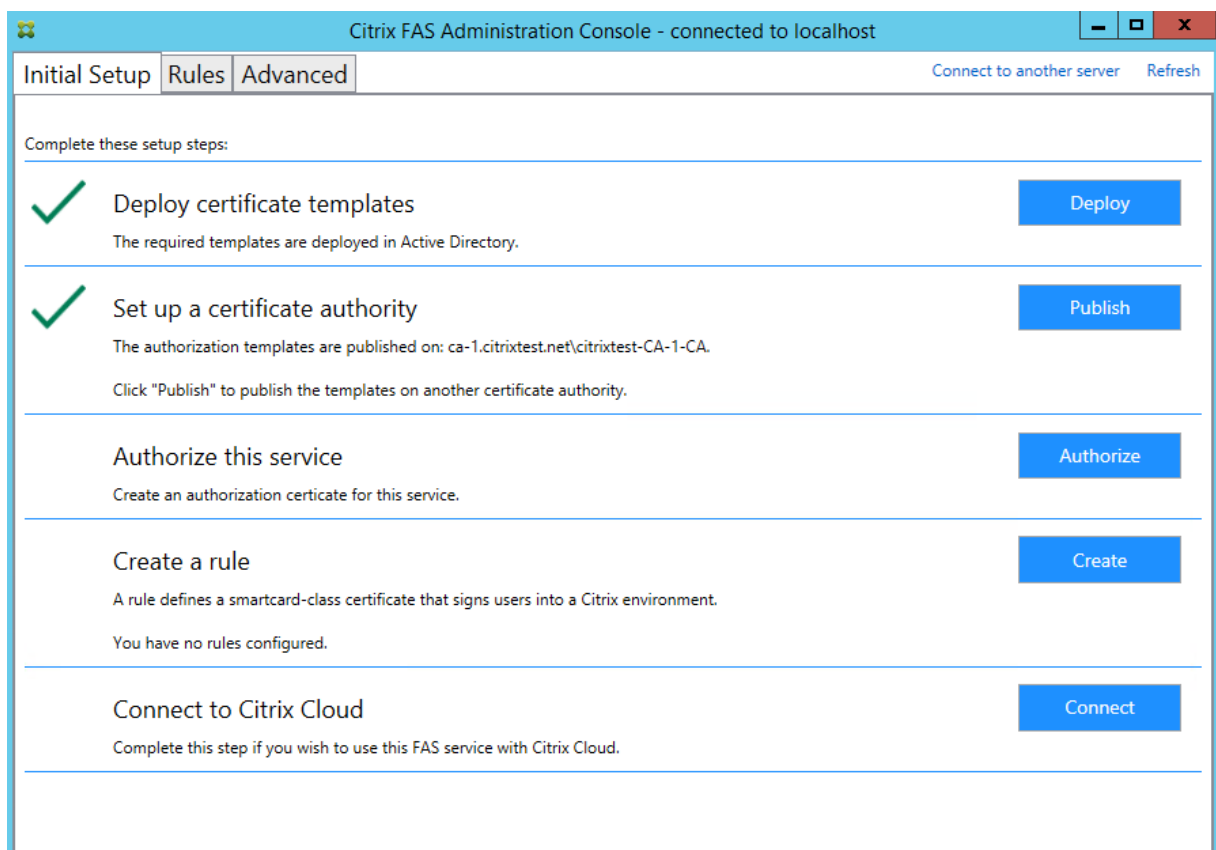 Citrix FAS Administration Console - connected to localhost
Initial Setup Rules Advanced Connect to another server Refresh
Complete these setup steps:
Deploy certificate templates Deploy
The required templates are deployed in Active Directory.
Set up a certificate authority Publish
The authorization templates are published on: ca-1.citrixtest.net\citrixtest-CA-1-CA.
Click "Publish" to publish the templates on another certificate authority.
Authorize this service Authorize
Create an authorization certicate for this service.
Create a rule Create
A rule defines a smartcard-class certificate that signs users into a Citrix environment.
You have no rules configured.
Connect to Citrix Cloud Connect
Complete this step if you wish to use this FAS service with Citrix Cloud.